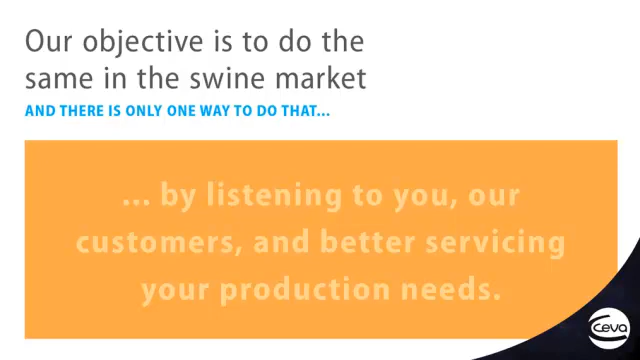 Our objective is to do the
same in the swine market
AND THERE IS ONLY ONE WAY TO DO THAT...
... by listening to you, our
customers, and better servicing
your production needs.
ceva